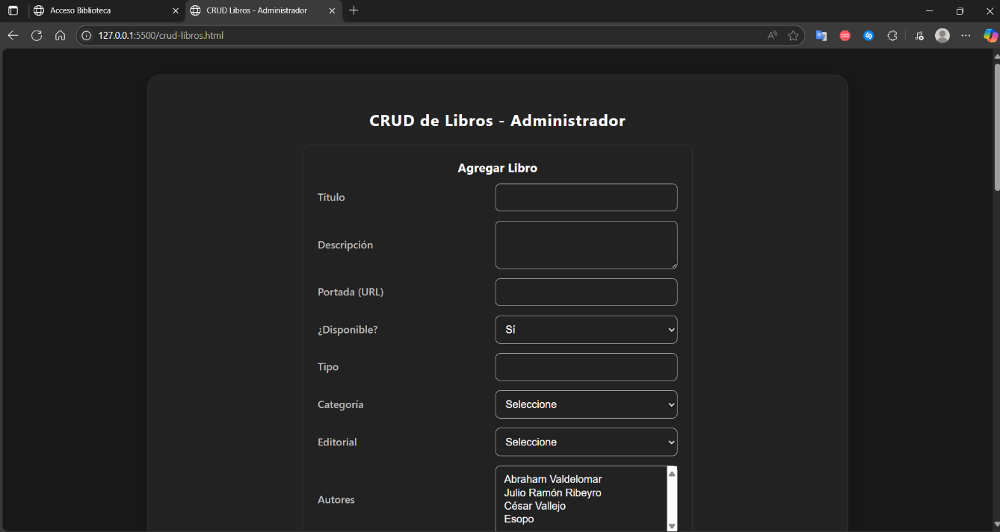 Acceso Biblioteca
CRUD Libros - Administrador
127.0.0.1:5500/crud-libros.html
CRUD de Libros - Administrador
Agregar Libro
Título
Descripción
Portada (URL)
¿Disponible?
Sí
Tipo
Categoría
Seleccione
Editorial
Seleccione
Autores
Abraham Valdelomar
Julio Ramón Ribeyro
César Vallejo
Esopo